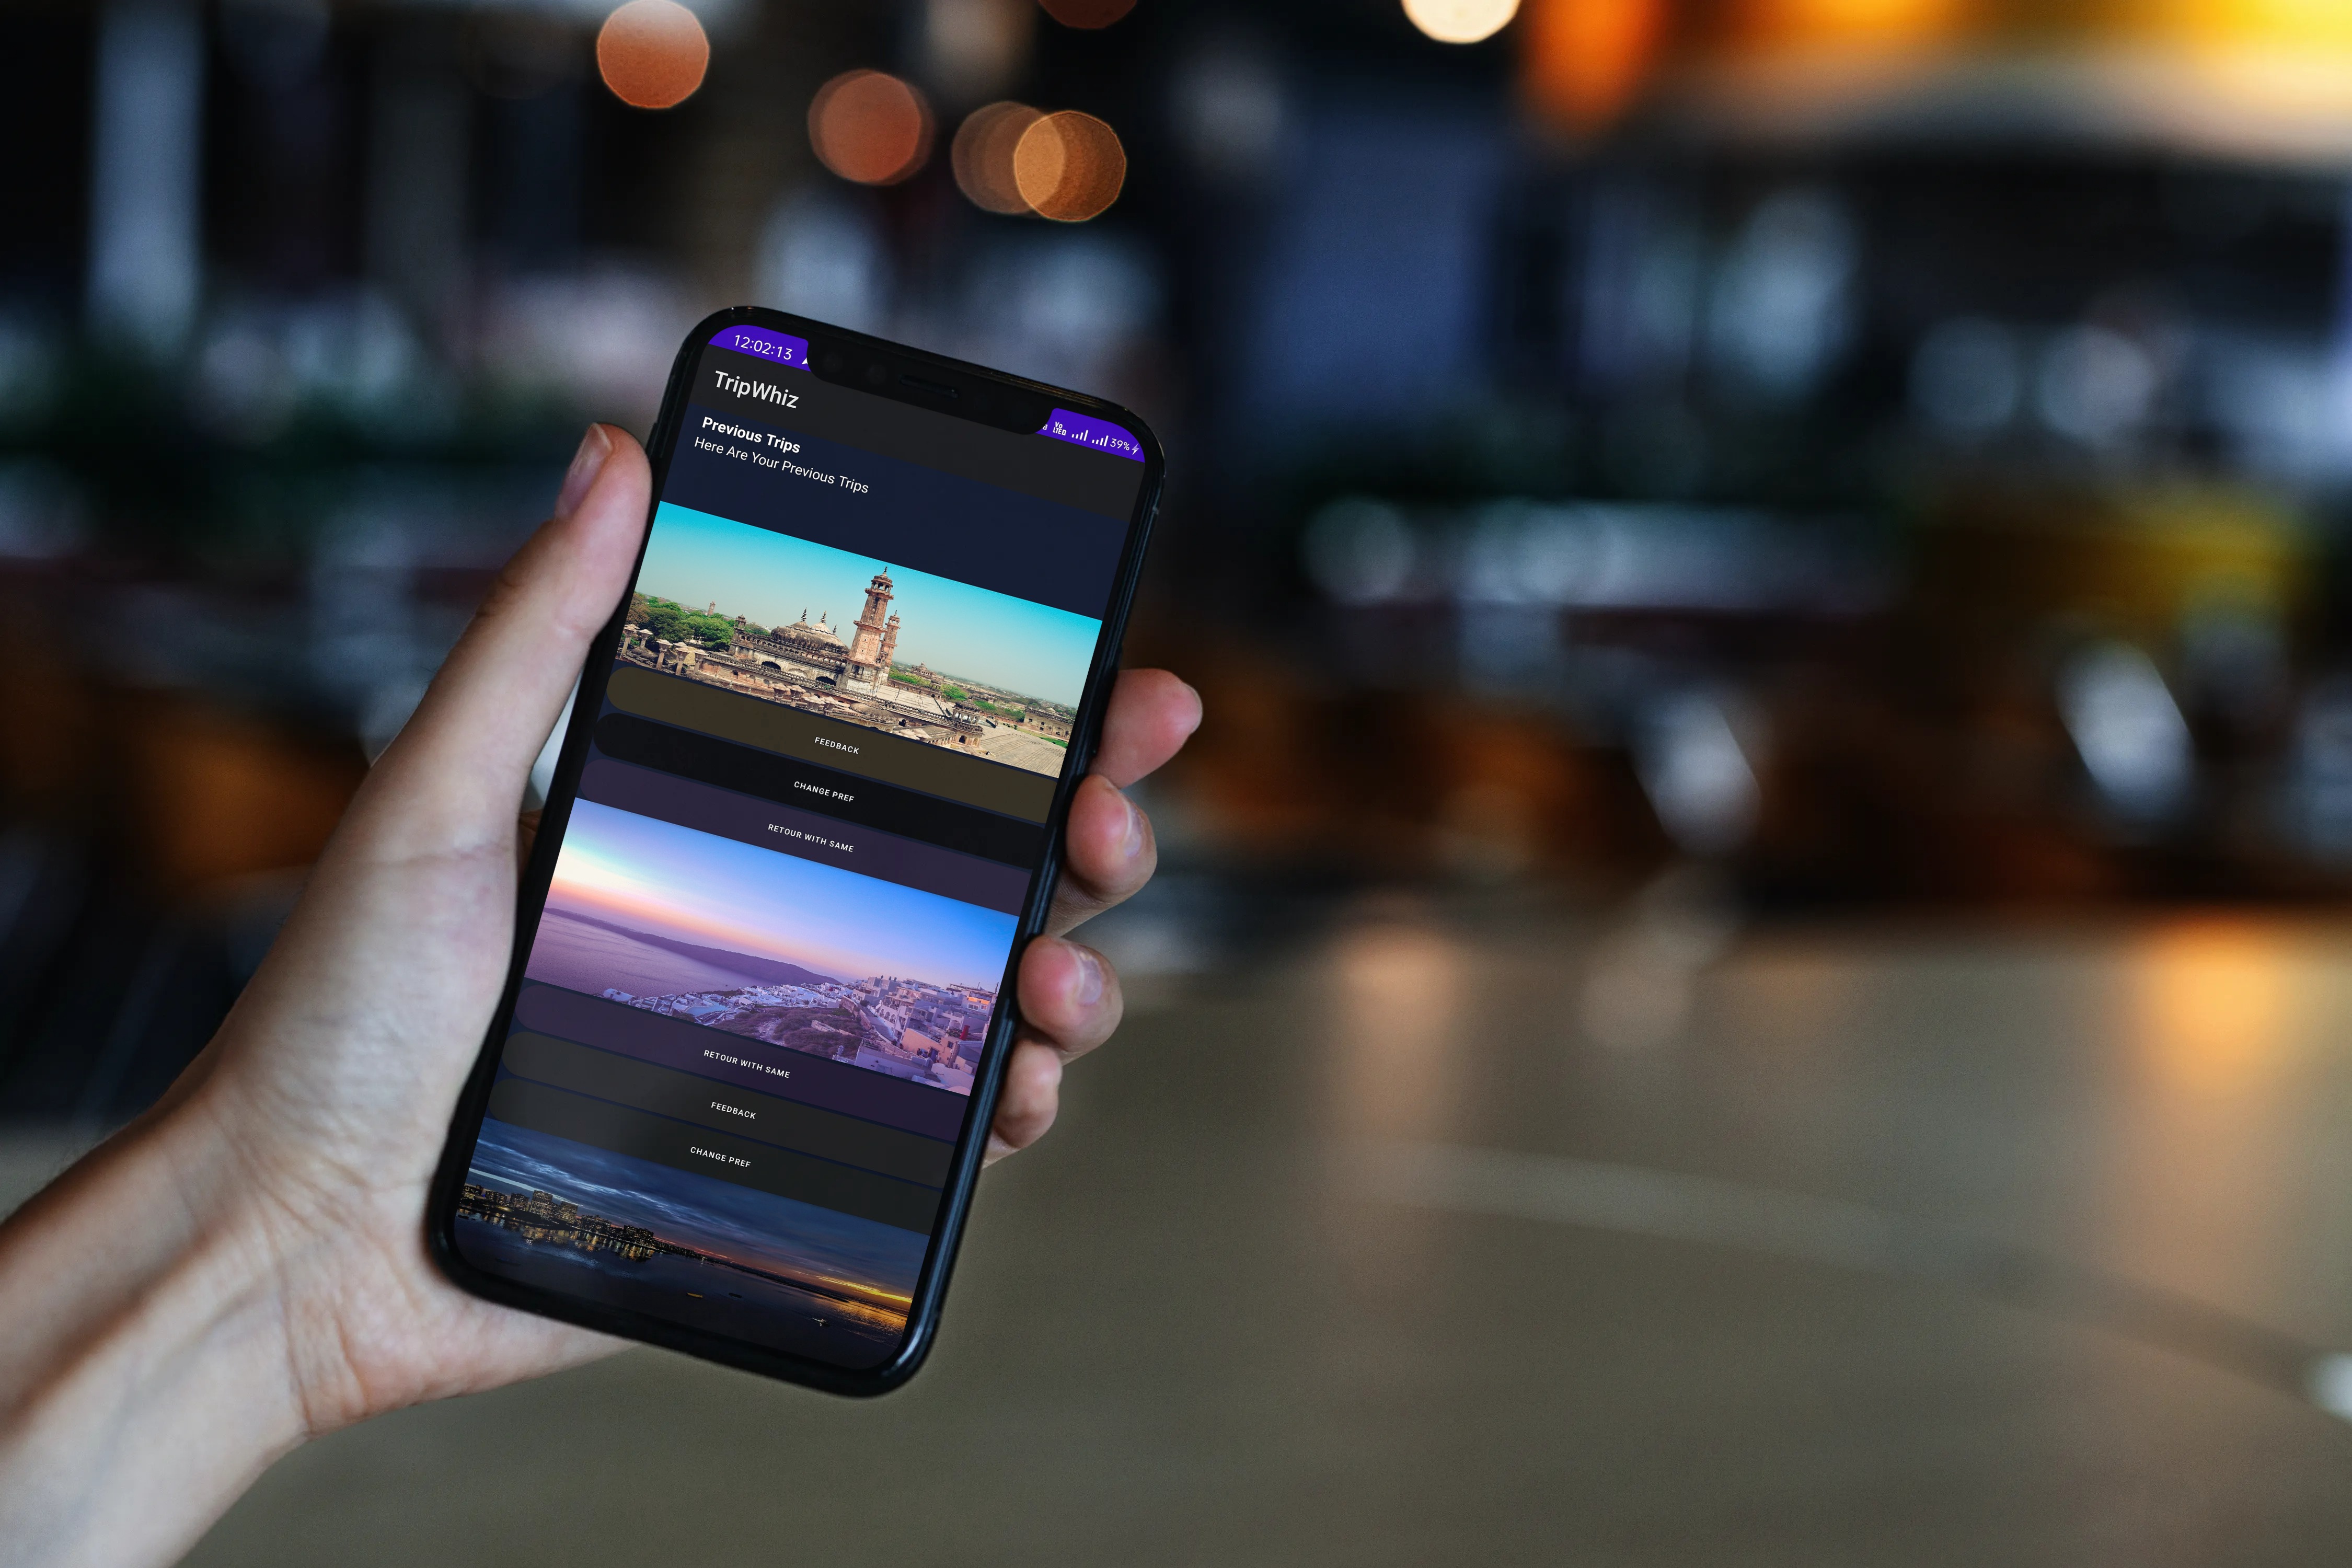 12:02:13
Vo LTE 39%
TripWhiz
Previous Trips
Here Are Your Previous Trips
FEEDBACK
CHANGE PREF
RETOUR WITH SAME
RETOUR WITH SAME
FEEDBACK
CHANGE PREF